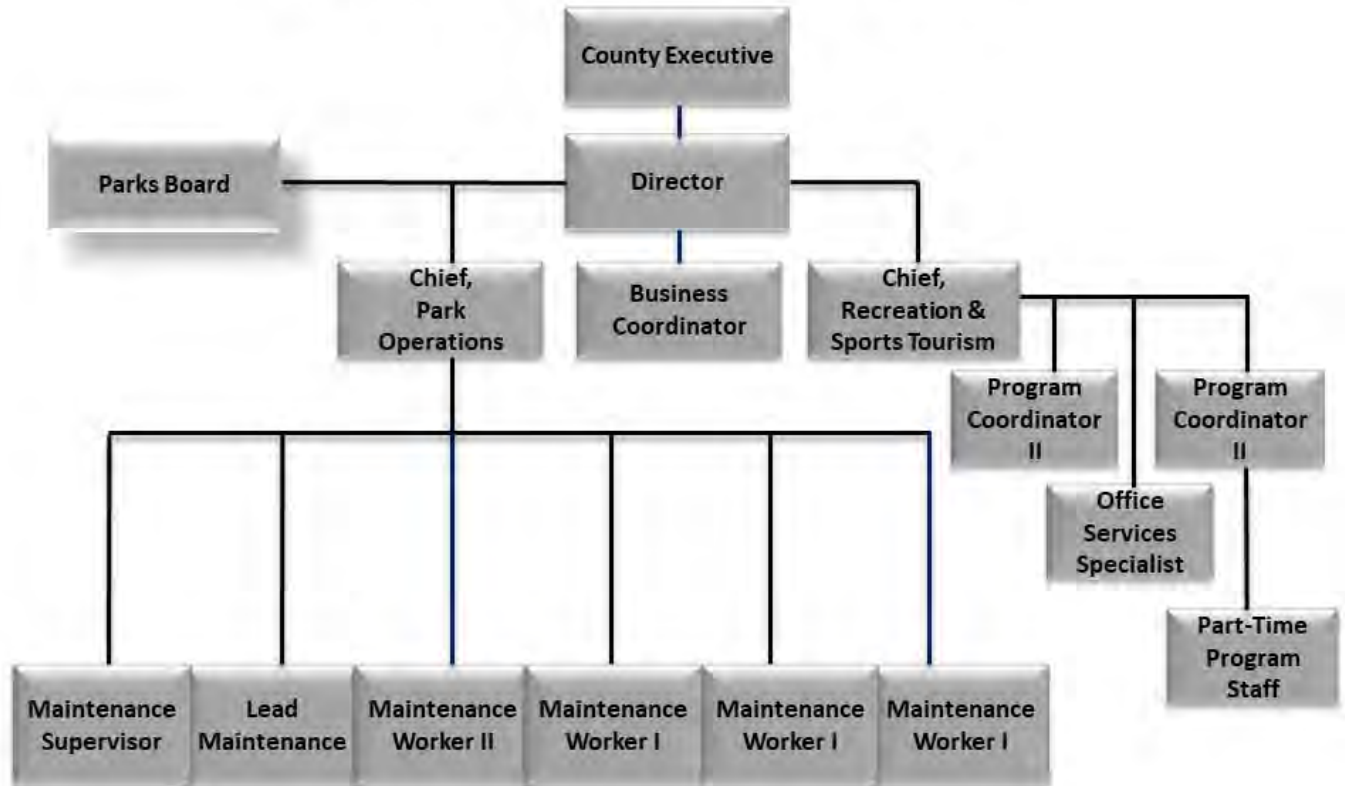 County Executive
Parks Board
Director
Chief,
Park
Operations
Business
Coordinator
Chief,
Recreation &
Sports Tourism
Program
Coordinator
II
Program
Coordinator
II
Office
Services
Specialist
Part-Time
Program
Staff
Maintenance
Supervisor
Lead
Maintenance
Maintenance
Worker II
Maintenance
Worker I
Maintenance
Worker I
Maintenance
Worker I